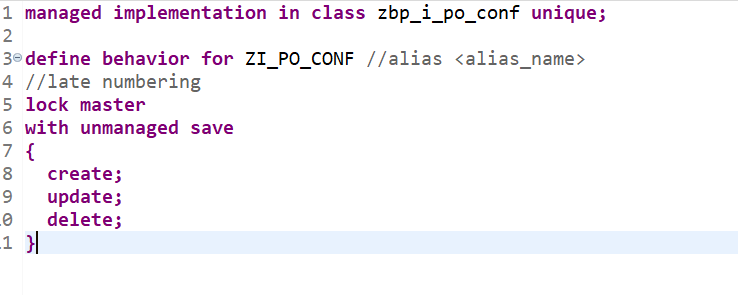 1 managed implementation in class zbp_i_po_conf unique;
2
3 define behavior for ZI_PO_CONF //alias <alias_name>
4 //late numbering
5 lock master
6 with unmanaged save
7 {
8 create;
9 update;
0 delete;
1 }